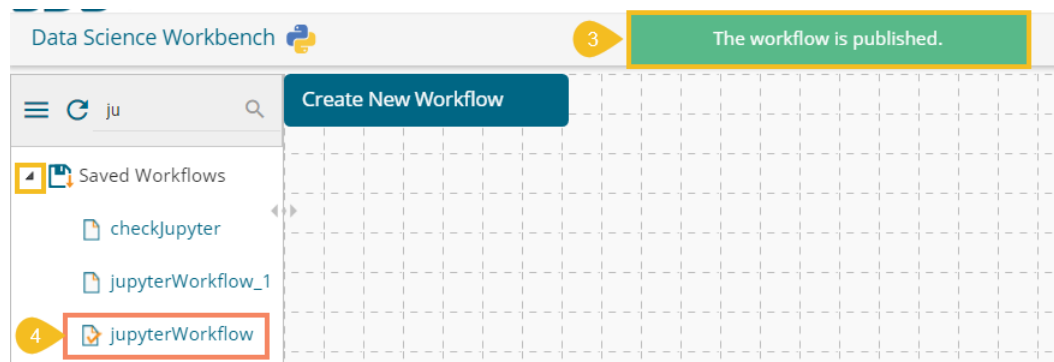 Data Science Workbench
3
The workflow is published.
ju
Create New Workflow
Saved Workflows
checkJupyter
jupyterWorkflow_1
4
jupyterWorkflow